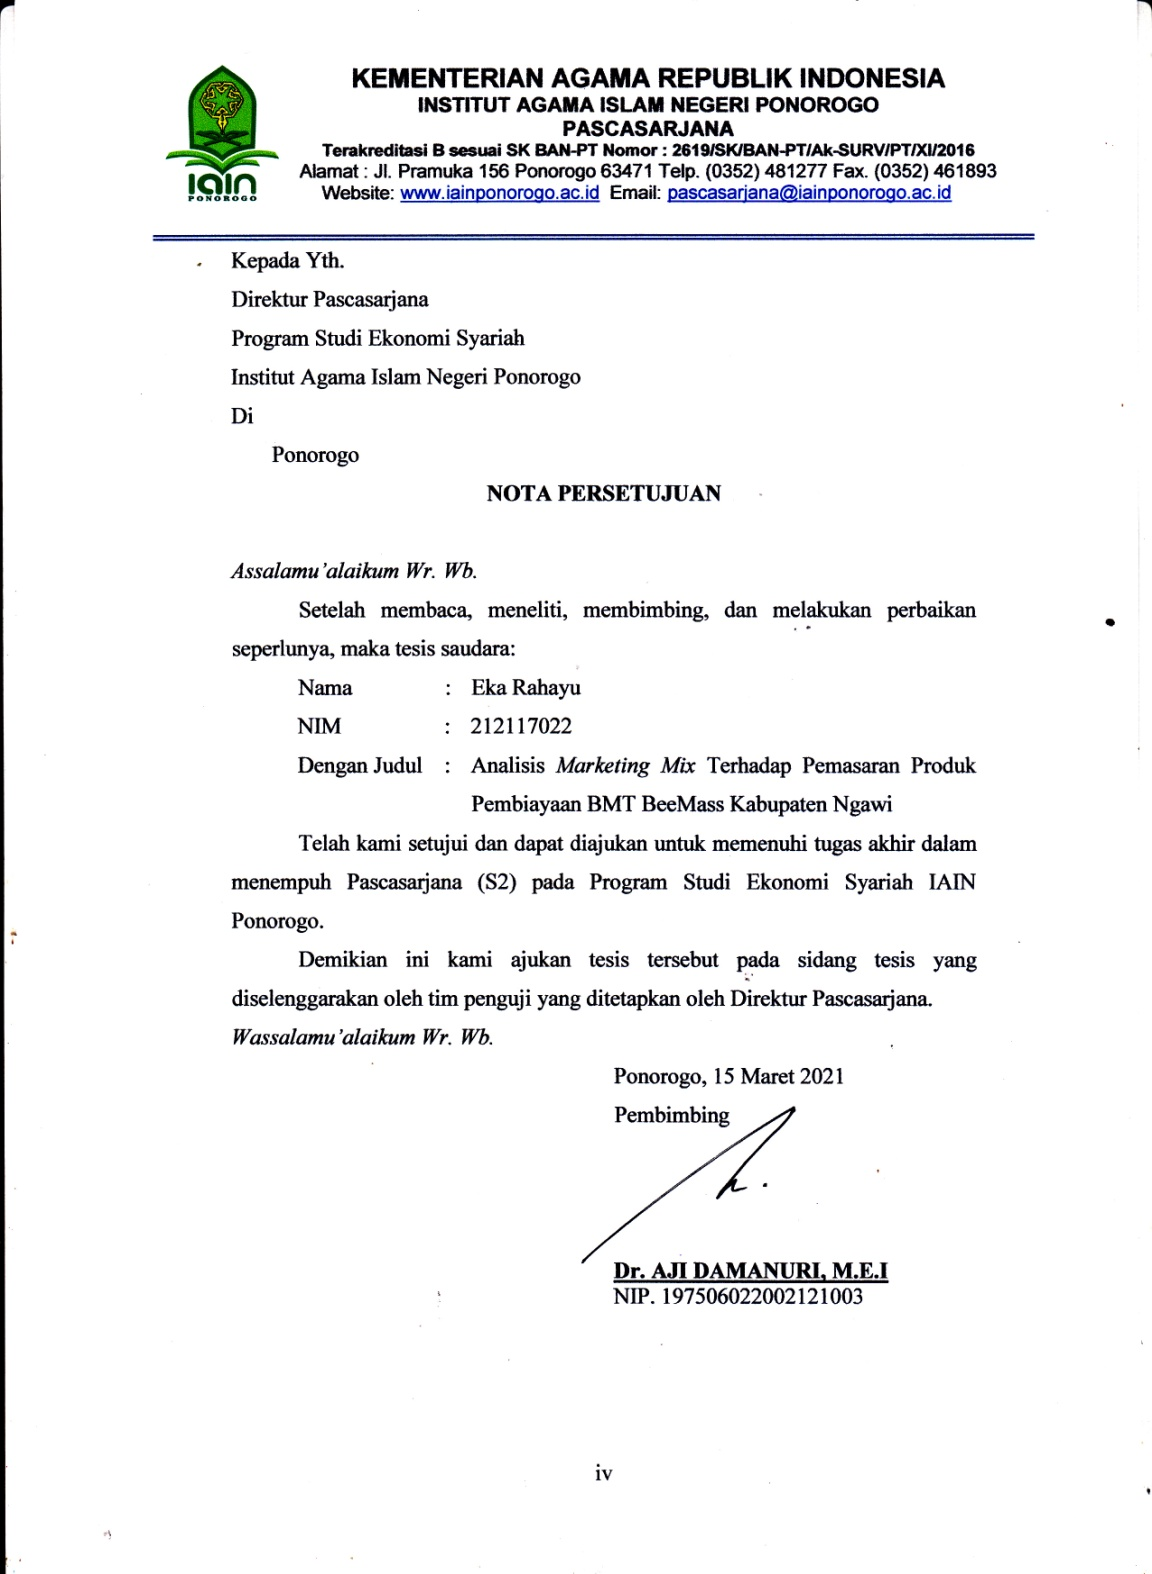 KEMENTERIAN AGAMA REPUBLIK INDONESIA
INSTITUT AGAMA ISLAM NEGERI PONOROGO
PASCASARJANA
Terakreditasi B sesuai SK BAN-PT Nomor : 2619/SK/BAN-PT/Ak-SURV/PT/XI/2016
Alamat : Jl. Pramuka 156 Ponorogo 63471 Telp. (0352) 481277 Fax. (0352) 461893
Website: www.iainponorogo.ac.id Email: pascasarjana@iainponorogo.ac.id
iain
PONOROGO
Kepada Yth.
Direktur Pascasarjana
Program Studi Ekonomi Syariah
Institut Agama Islam Negeri Ponorogo
Di
Ponorogo
NOTA PERSETUJUAN
Assalamu'alaikum Wr. Wb.
Setelah membaca, meneliti, membimbing, dan melakukan perbaikan
seperlunya, maka tesis saudara:
Nama : Eka Rahayu
NIM : 212117022
Dengan Judul : Analisis Marketing Mix Terhadap Pemasaran Produk
Pembiayaan BMT BeeMass Kabupaten Ngawi
Telah kami setujui dan dapat diajukan untuk memenuhi tugas akhir dalam
menempuh Pascasarjana (S2) pada Program Studi Ekonomi Syariah IAIN
Ponorogo.
Demikian ini kami ajukan tesis tersebut pada sidang tesis yang
diselenggarakan oleh tim penguji yang ditetapkan oleh Direktur Pascasarjana.
Wassalamu'alaikum Wr. Wb.
Ponorogo, 15 Maret 2021
Pembimbing
Dr. AJI DAMANURI, M.E.I
NIP. 197506022002121003
iv